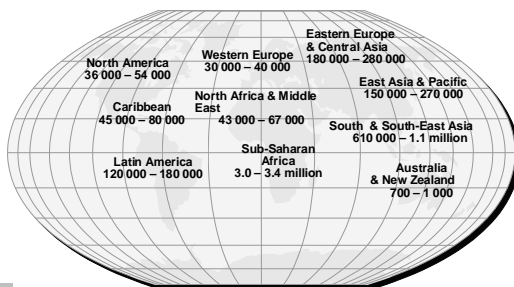 North America
36 000 – 54 000
Western Europe
30 000 – 40 000
Eastern Europe
& Central Asia
180 000 – 280 000
Caribbean
45 000 – 80 000
North Africa & Middle
East
43 000 – 67 000
East Asia & Pacific
150 000 – 270 000
South & South-East Asia
610 000 – 1.1 million
Latin America
120 000 – 180 000
Sub-Saharan
Africa
3.0 – 3.4 million
Australia
& New Zealand
700 – 1 000